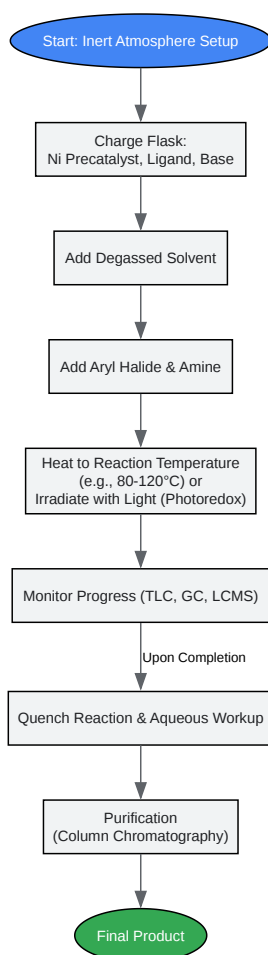 Start: Inert Atmosphere Setup
Charge Flask:
Ni Precatalyst, Ligand, Base
Add Degassed Solvent
Add Aryl Halide & Amine
Heat to Reaction Temperature
(e.g., 80-120°C) or
Irradiate with Light (Photoredox)
Monitor Progress (TLC, GC, LCMS)
Upon Completion
Quench Reaction & Aqueous Workup
Purification
(Column Chromatography)
Final Product